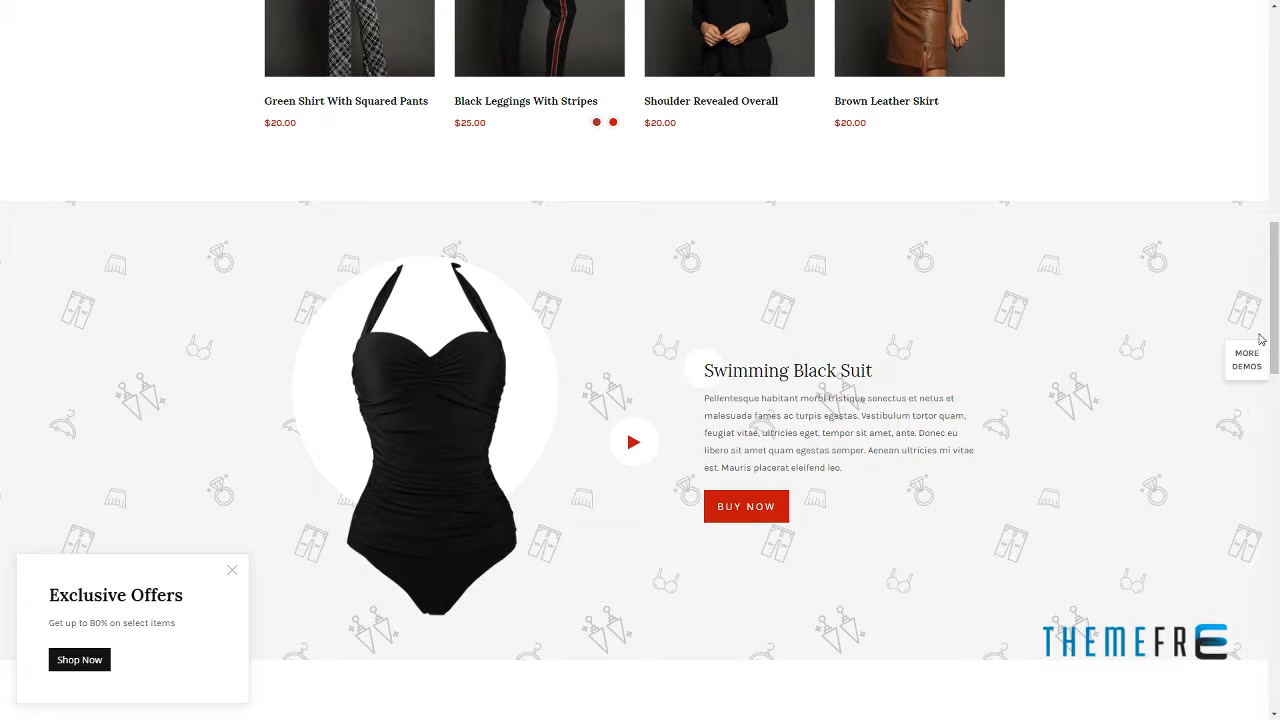 Green Shirt With Squared Pants
$20.00
Black Leggings With Stripes
$25.00
Shoulder Revealed Overall
$20.00
Brown Leather Skirt
$20.00
MORE
DEMOS
Swimming Black Suit
Pellentesque habitant morbi tristique senectus et netus et
malesuada fames ac turpis egestas. Vestibulum tortor quam,
feugiat vitae, ultricies eget, tempor sit amet, ante. Donec eu
libero sit amet quam egestas semper. Aenean ultricies mi vitae
est. Mauris placerat eleifend leo.
BUY NOW
Exclusive Offers
Get up to 80% on select items
Shop Now
THEMEFRE